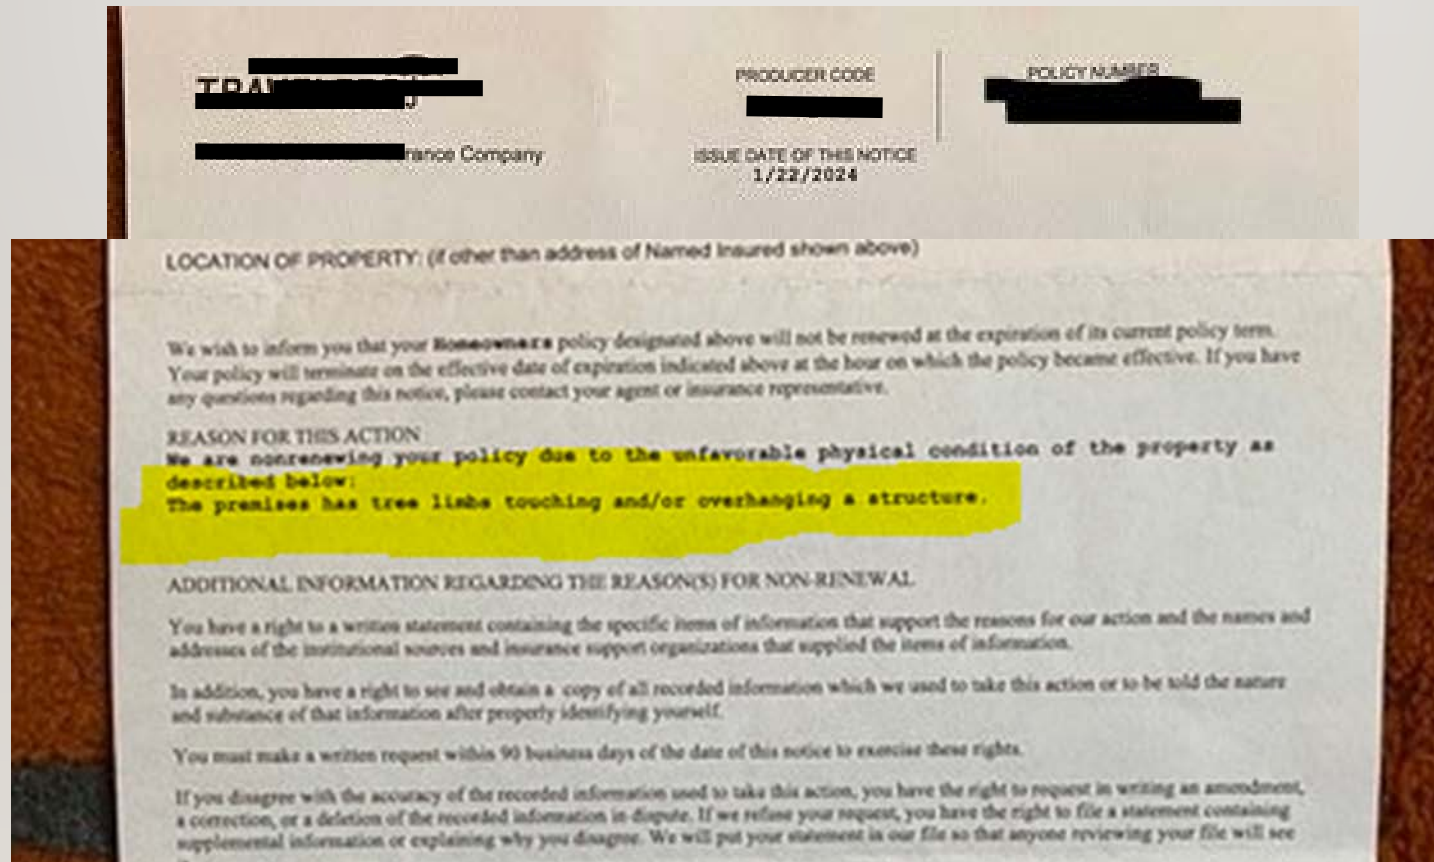 PRODUCER CODE
POLICY NUMBER
rance Company
ISSUE DATE OF THIS NOTICE
1/22/2024
LOCATION OF PROPERTY: (if other than address of Named Insured shown above)
We wish to inform you that your Homeowners policy designated above will not be renewed at the expiration of its current policy term.
Your policy will terminate on the effective date of expiration indicated above at the hour on which the policy became effective. If you have
any questions regarding this notice, please contact your agent or insurance representative.
REASON FOR THIS ACTION
We are nonrenewing your policy due to the unfavorable physical condition of the property as
described below:
The premises has tree limbs touching and/or overhanging a structure.
ADDITIONAL INFORMATION REGARDING THE REASON(S) FOR NON-RENEWAL
You have a right to a written statement containing the specific items of information that support the reasons for our action and the names and
addresses of the institutional sources and insurance support organizations that supplied the items of information.
In addition, you have a right to see and obtain a copy of all recorded information which we used to take this action or to be told the nature
and substance of that information after properly identifying yourself.
You must make a written request within 90 business days of the date of this notice to exercise these rights.
If you disagree with the accuracy of the recorded information used to take this action, you have the right to request in writing an amendment,
a correction, or a deletion of the recorded information in dispute. If we refuse your request, you have the right to file a statement containing
supplemental information or explaining why you disagree. We will put your statement in our file so that anyone reviewing your file will see